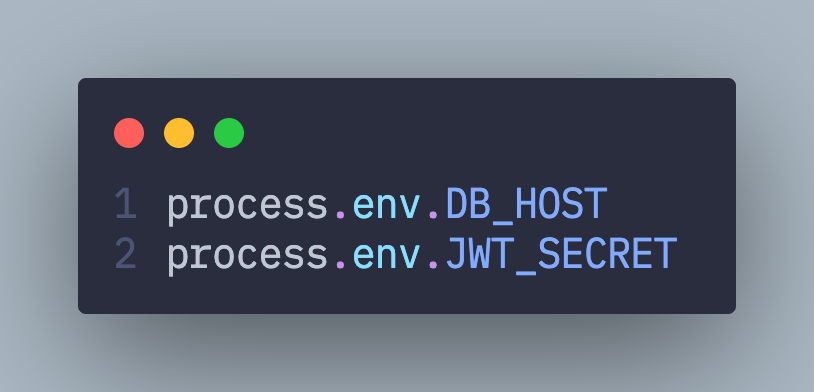 1 process.env.DB_HOST
2 process.env.JWT_SECRET